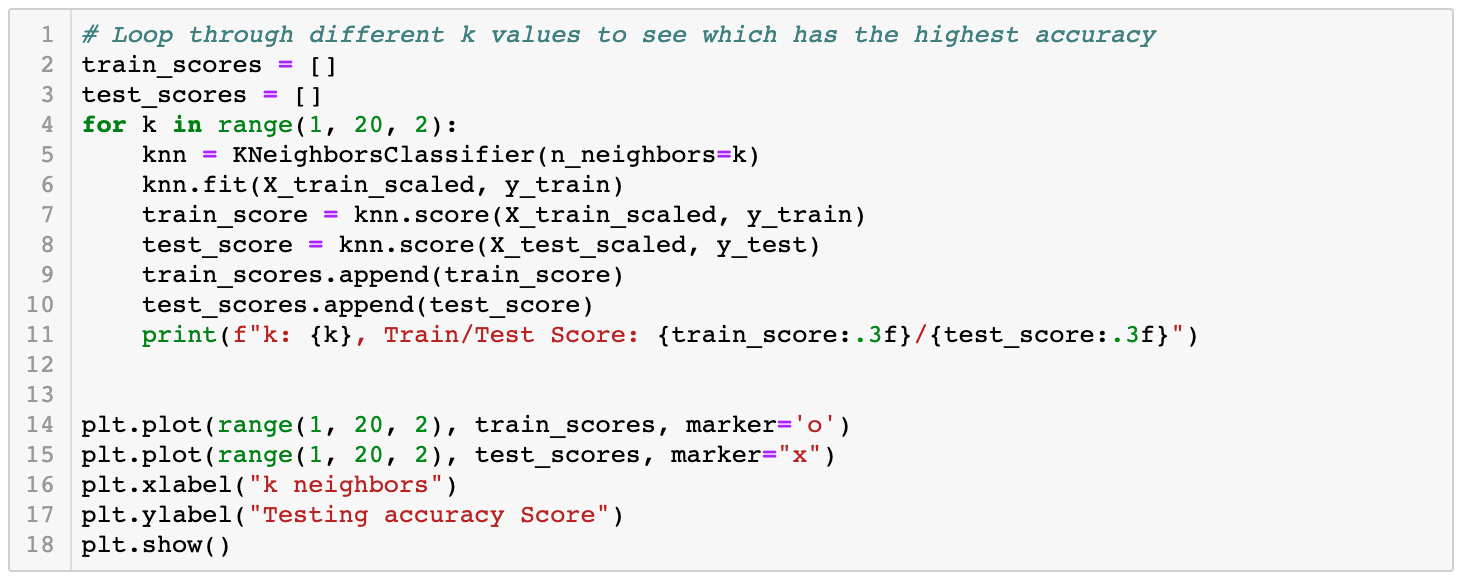 1 # Loop through different k values to see which has the highest accuracy
2 train_scores = []
3 test_scores = []
4 for k in range(1, 20, 2):
5     knn = KNeighborsClassifier(n_neighbors=k)
6     knn.fit(X_train_scaled, y_train)
7     train_score = knn.score(X_train_scaled, y_train)
8     test_score = knn.score(X_test_scaled, y_test)
9     train_scores.append(train_score)
10     test_scores.append(test_score)
11     print(f"k: {k}, Train/Test Score: {train_score:.3f}/{test_score:.3f}")
12
13
14 plt.plot(range(1, 20, 2), train_scores, marker='o')
15 plt.plot(range(1, 20, 2), test_scores, marker="x")
16 plt.xlabel("k neighbors")
17 plt.ylabel("Testing accuracy Score")
18 plt.show()